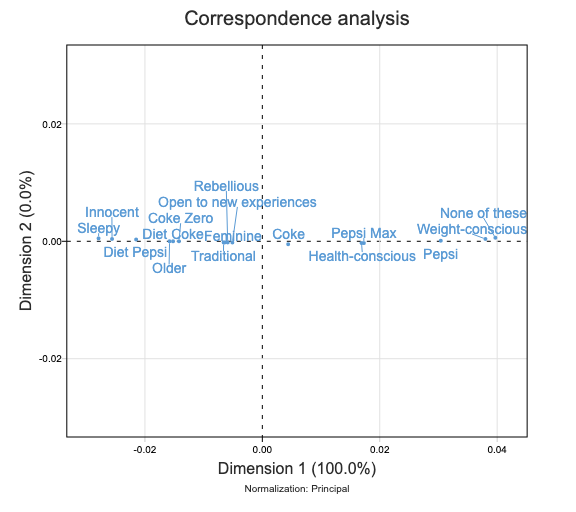 Correspondence analysis
Dimension 2 (0.0%)
0.02
0.00
-0.02
Rebellious
Open to new experiences
Innocent
None of these
Coke Zero
Sleepy
Weight-conscious
Diet Coke
Feminine
Coke
Pepsi Max
Diet Pepsi
Traditional
Health-conscious
Pepsi
Older
-0.02
0.00
0.02
0.04
Dimension 1 (100.0%)
Normalization: Principal